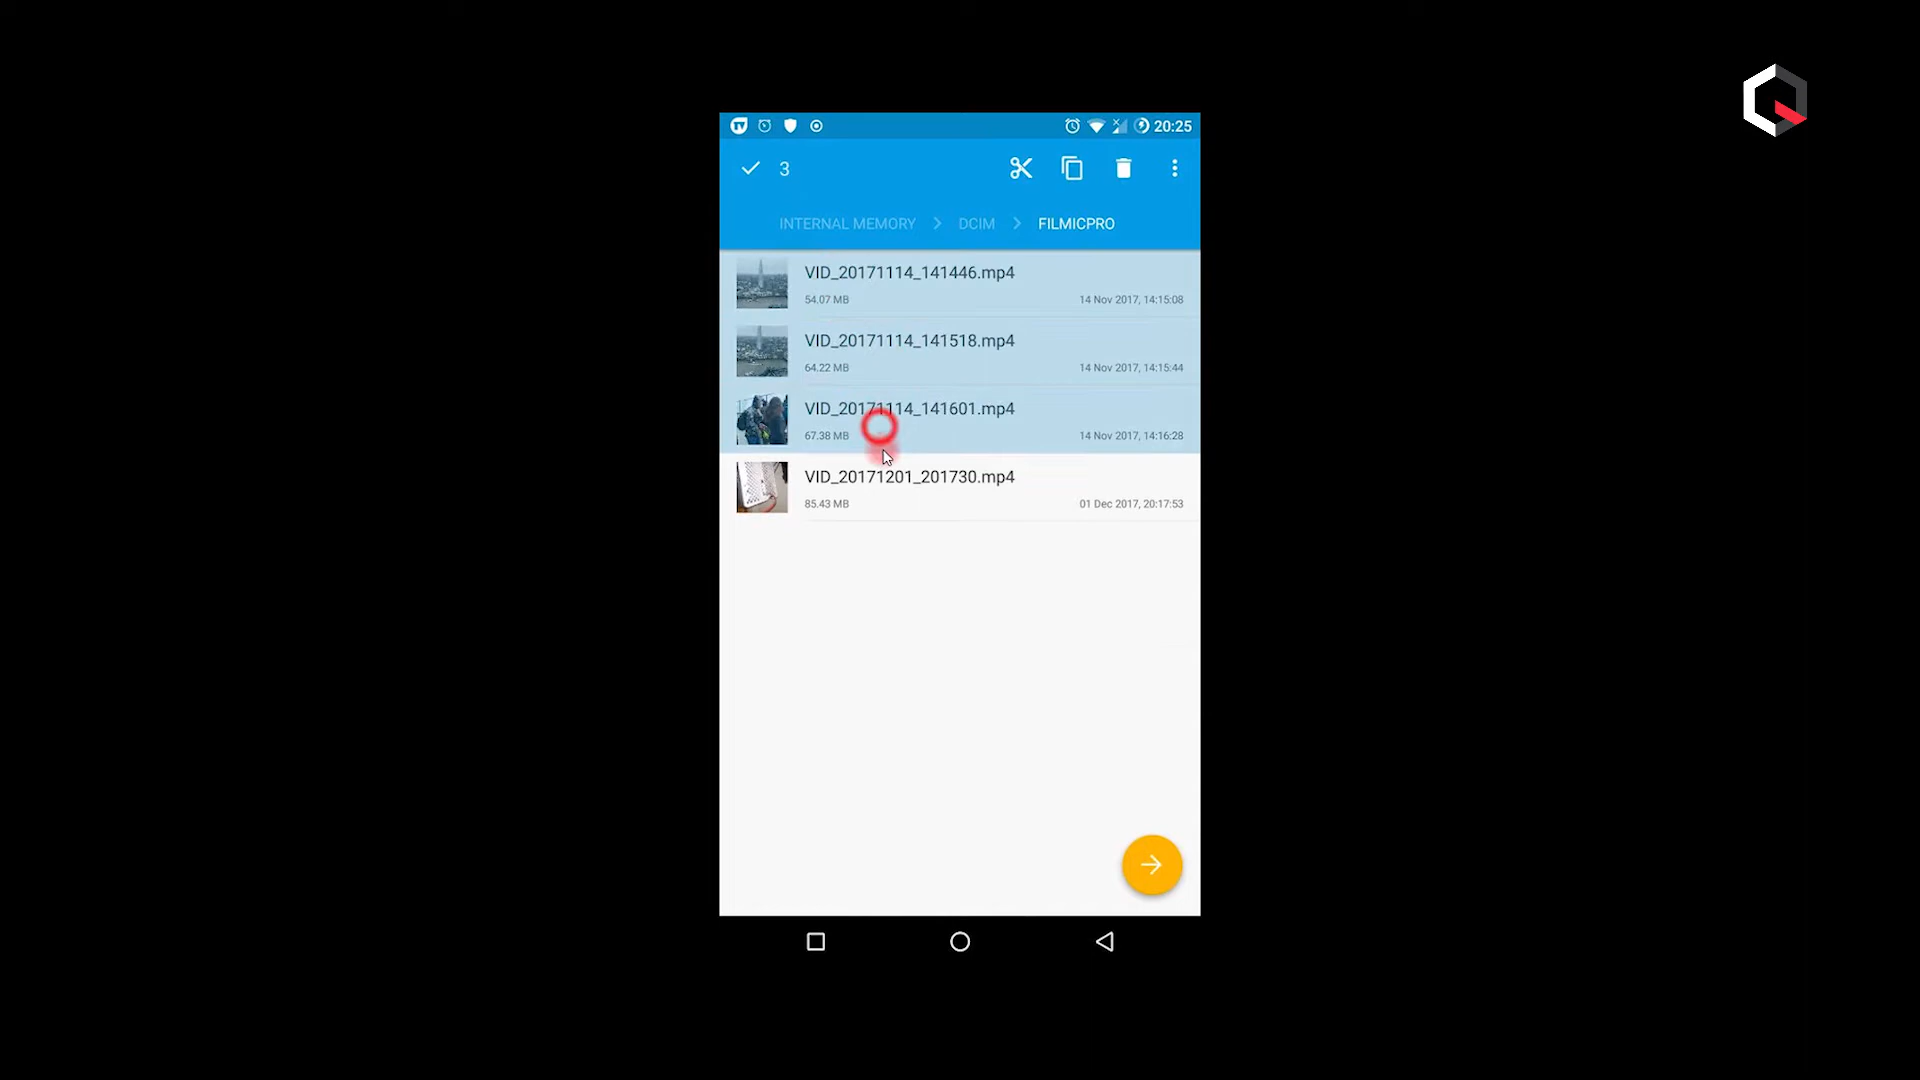 20:25
3
INTERNAL MEMORY DCIM FILMICPRO
VID_20171114_141446.mp4
54.07 MB 14 Nov 2017, 14:15:08
VID_20171114_141518.mp4
64.22 MB 14 Nov 2017, 14:15:44
VID_20171114_141601.mp4
67.38 MB 14 Nov 2017, 14:16:28
VID_20171201_201730.mp4
85.43 MB 01 Dec 2017, 20:17:53